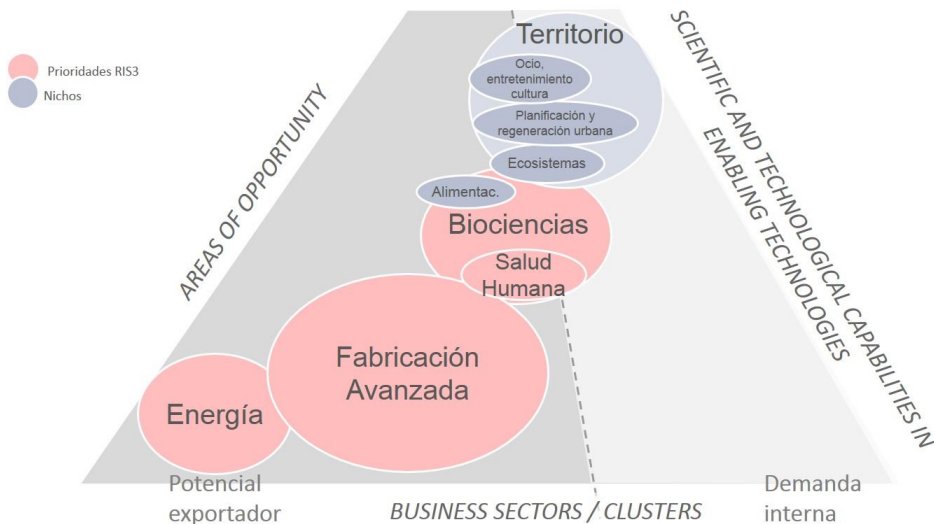 Prioridades RIS3
Nichos
AREAS OF OPPORTUNITY
SCIENTIFIC AND TECHNOLOGICAL CAPABILITIES IN
ENABLING TECHNOLOGIES
Territorio
Ocio,
entretenimiento
cultura
Planificación y
regeneración urbana
Ecosistemas
Alimentac.
Biociencias
Salud
Humana
Fabricación
Avanzada
Energía
Potencial
exportador
BUSINESS SECTORS / CLUSTERS
Demanda
interna